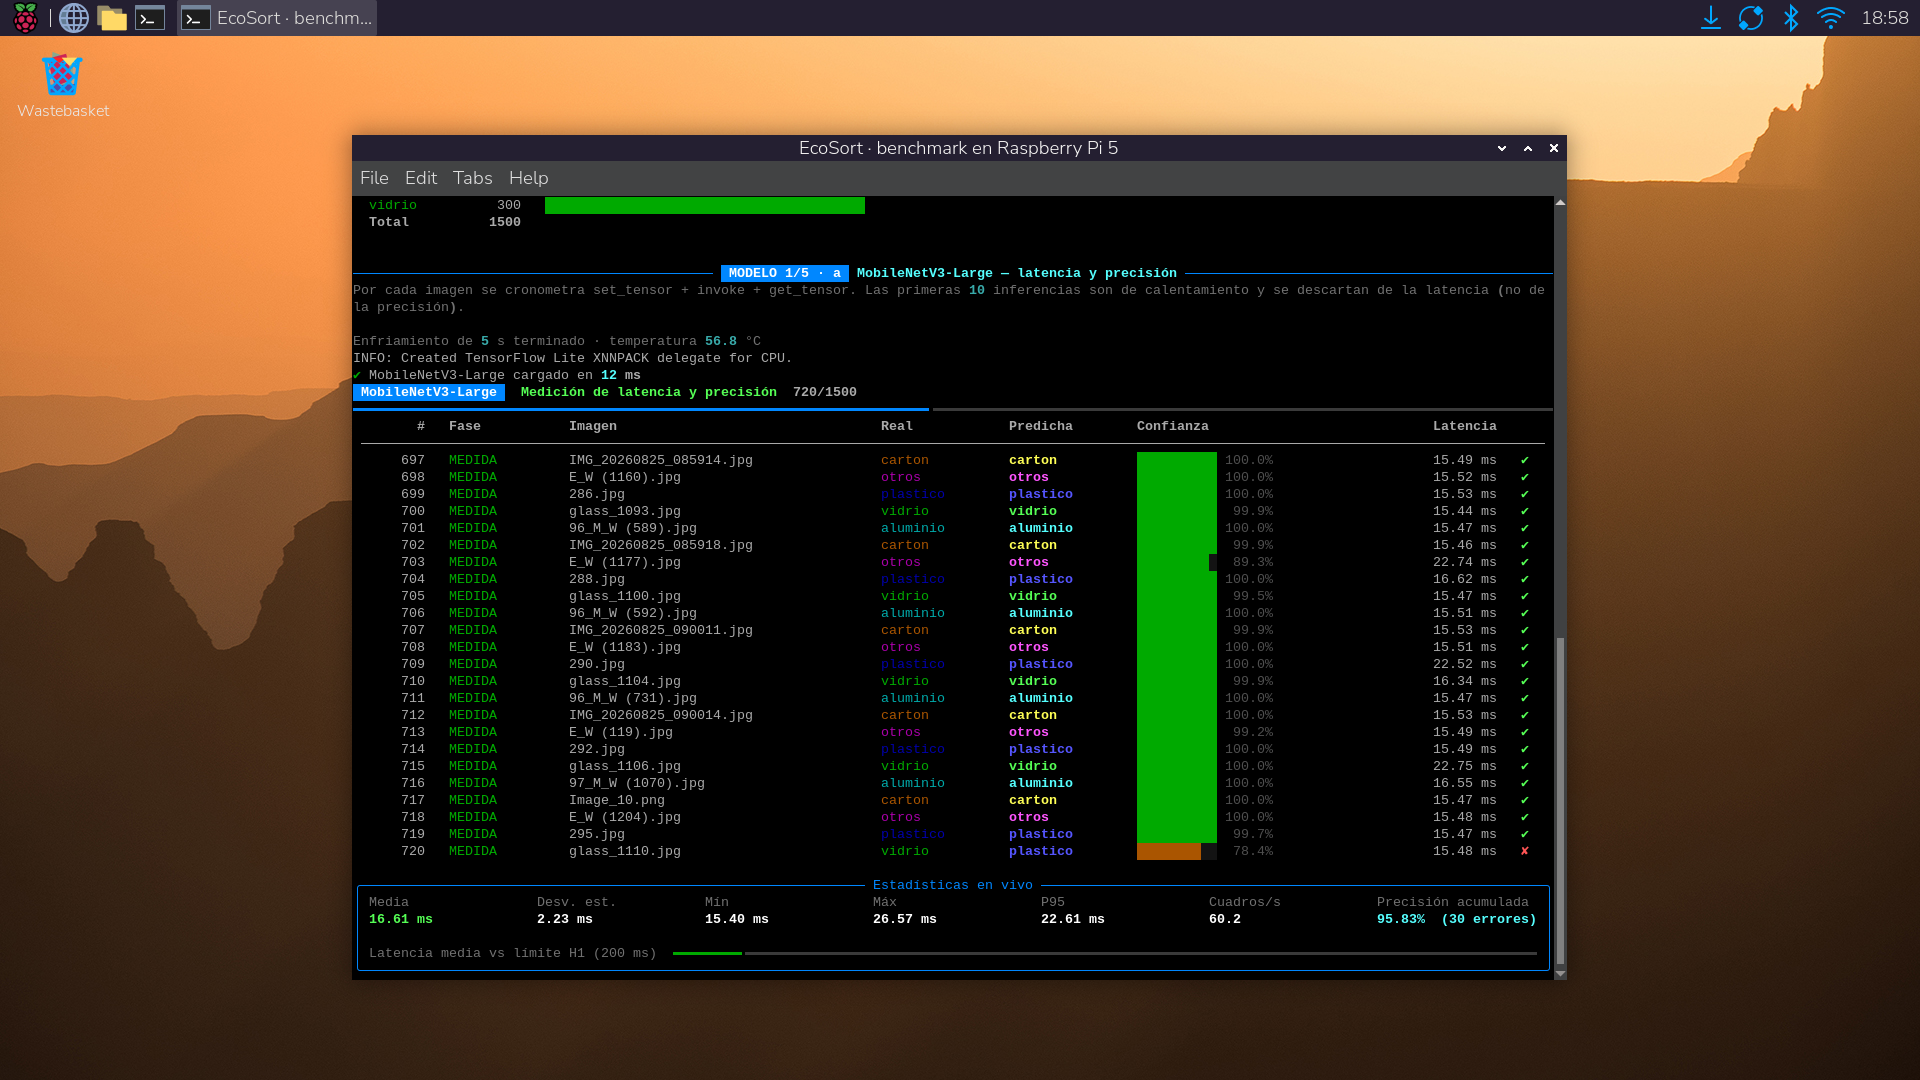 EcoSort · benchm...
18:58
Wastebasket
EcoSort · benchmark en Raspberry Pi 5
File Edit Tabs Help
vidrio 300
Total 1500
MODELO 1/5 · a MobileNetV3-Large — latencia y precisión
Por cada imagen se cronometra set_tensor + invoke + get_tensor. Las primeras 10 inferencias son de calentamiento y se descartan de la latencia (no de
la precisión).
Enfriamiento de 5 s terminado · temperatura 56.8 °C
INFO: Created TensorFlow Lite XNNPACK delegate for CPU.
✔ MobileNetV3-Large cargado en 12 ms
MobileNetV3-Large Medición de latencia y precisión 720/1500
# Fase Imagen Real Predicha Confianza Latencia
697 MEDIDA IMG_20260825_085914.jpg carton carton 100.0% 15.49 ms ✔
698 MEDIDA E_W (1160).jpg otros otros 100.0% 15.52 ms ✔
699 MEDIDA 286.jpg plastico plastico 100.0% 15.53 ms ✔
700 MEDIDA glass_1093.jpg vidrio vidrio 99.9% 15.44 ms ✔
701 MEDIDA 96_M_W (589).jpg aluminio aluminio 100.0% 15.47 ms ✔
702 MEDIDA IMG_20260825_085918.jpg carton carton 99.9% 15.46 ms ✔
703 MEDIDA E_W (1177).jpg otros otros 89.3% 22.74 ms ✔
704 MEDIDA 288.jpg plastico plastico 100.0% 16.62 ms ✔
705 MEDIDA glass_1100.jpg vidrio vidrio 99.5% 15.47 ms ✔
706 MEDIDA 96_M_W (592).jpg aluminio aluminio 100.0% 15.51 ms ✔
707 MEDIDA IMG_20260825_090011.jpg carton carton 99.9% 15.53 ms ✔
708 MEDIDA E_W (1183).jpg otros otros 100.0% 15.51 ms ✔
709 MEDIDA 290.jpg plastico plastico 100.0% 22.52 ms ✔
710 MEDIDA glass_1104.jpg vidrio vidrio 99.9% 16.34 ms ✔
711 MEDIDA 96_M_W (731).jpg aluminio aluminio 100.0% 15.47 ms ✔
712 MEDIDA IMG_20260825_090014.jpg carton carton 100.0% 15.53 ms ✔
713 MEDIDA E_W (119).jpg otros otros 99.2% 15.49 ms ✔
714 MEDIDA 292.jpg plastico plastico 100.0% 15.49 ms ✔
715 MEDIDA glass_1106.jpg vidrio vidrio 100.0% 22.75 ms ✔
716 MEDIDA 97_M_W (1070).jpg aluminio aluminio 100.0% 16.55 ms ✔
717 MEDIDA Image_10.png carton carton 100.0% 15.47 ms ✔
718 MEDIDA E_W (1204).jpg otros otros 100.0% 15.48 ms ✔
719 MEDIDA 295.jpg plastico plastico 99.7% 15.47 ms ✔
720 MEDIDA glass_1110.jpg vidrio plastico 78.4% 15.48 ms ✘
Estadísticas en vivo
Media Desv. est. Mín Máx P95 Cuadros/s Precisión acumulada
16.61 ms 2.23 ms 15.40 ms 26.57 ms 22.61 ms 60.2 95.83% (30 errores)
Latencia media vs límite H1 (200 ms)